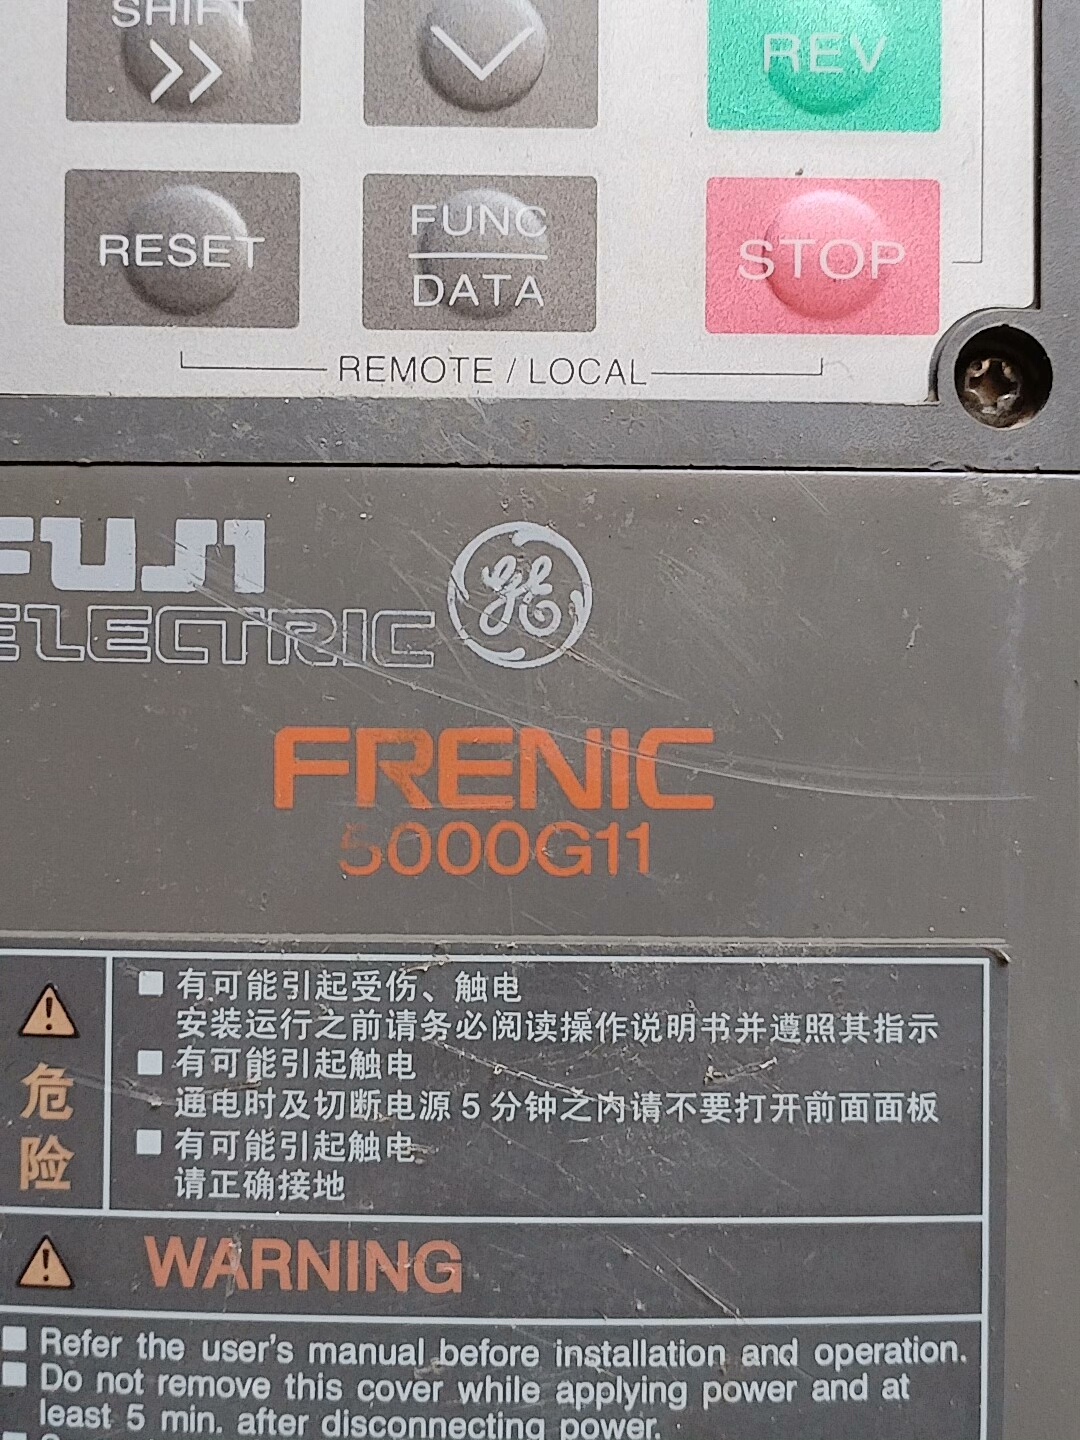 SHIFT
REV
RESET
FUNC
DATA
STOP
REMOTE / LOCAL
FUJI
ELECTRIC
GE
FRENIC
5000G11
■ 有可能引起受伤、触电
安装运行之前请务必阅读操作说明书并遵照其指示
■ 有可能引起触电
通电时及切断电源 5 分钟之内请不要打开前面面板
■ 有可能引起触电
请正确接地
危
险
WARNING
■ Refer the user's manual before installation and operation.
■ Do not remove this cover while applying power and at
least 5 min. after disconnecting power.